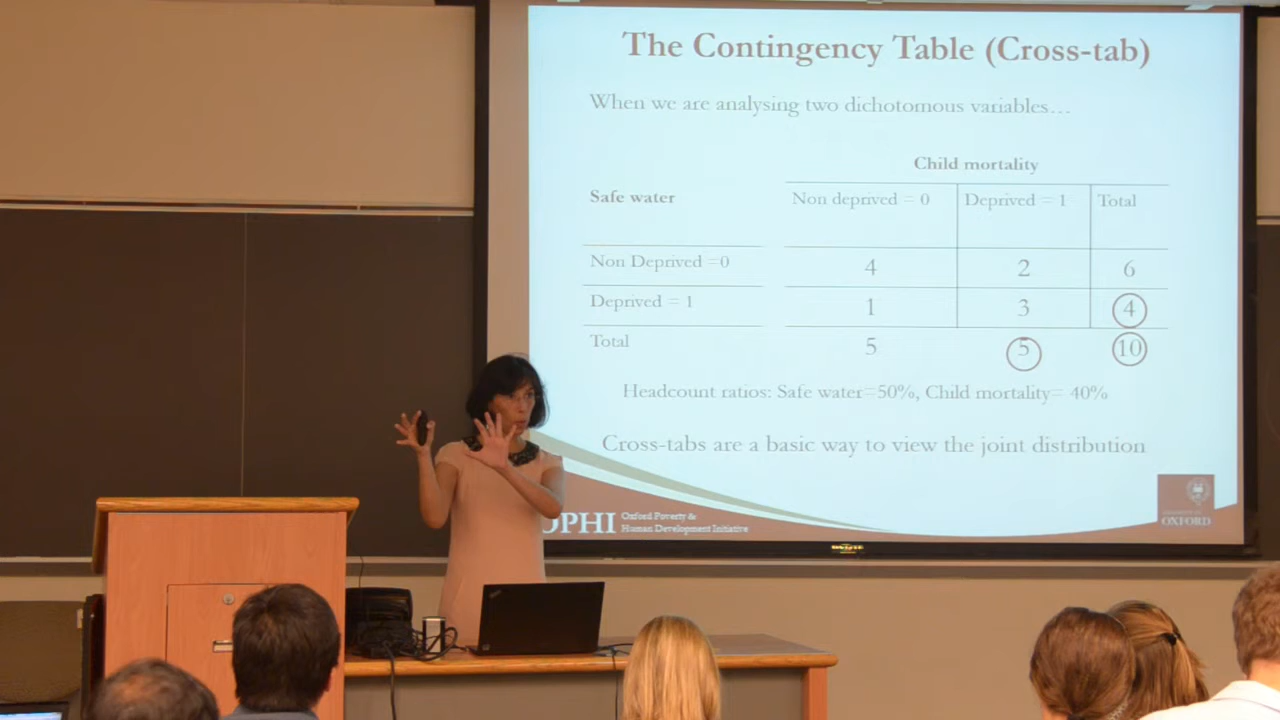 The Contingency Table (Cross-tab)
When we are analysing two dichotomous variables…
Child mortality
Safe water
Non deprived = 0 Deprived = 1 Total
Non Deprived =0 4 2 6
Deprived = 1 1 3 4
Total 5 5 10
Headcount ratios: Safe water=50%, Child mortality= 40%
Cross-tabs are a basic way to view the joint distribution
OPHI
Oxford Poverty &
Human Development Initiative
UNIVERSITY OF
OXFORD